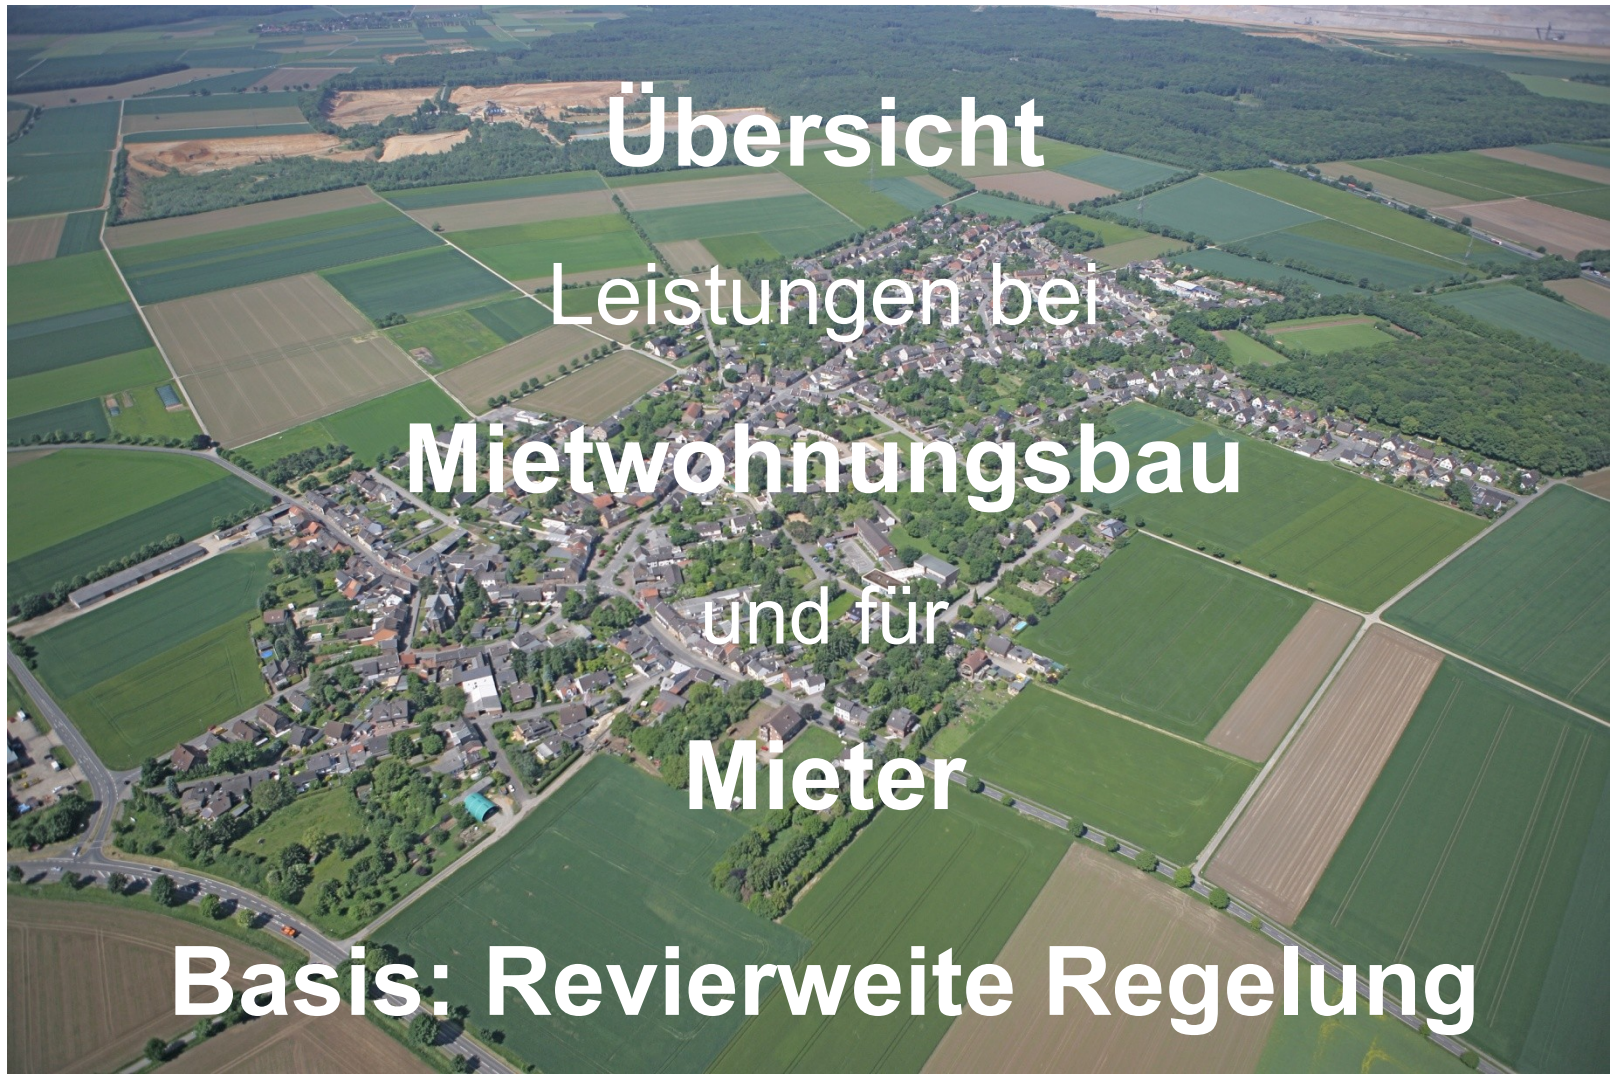 Übersicht
Leistungen bei
Mietwohnungsbau
und für
Mieter
Basis: Revierweite Regelung